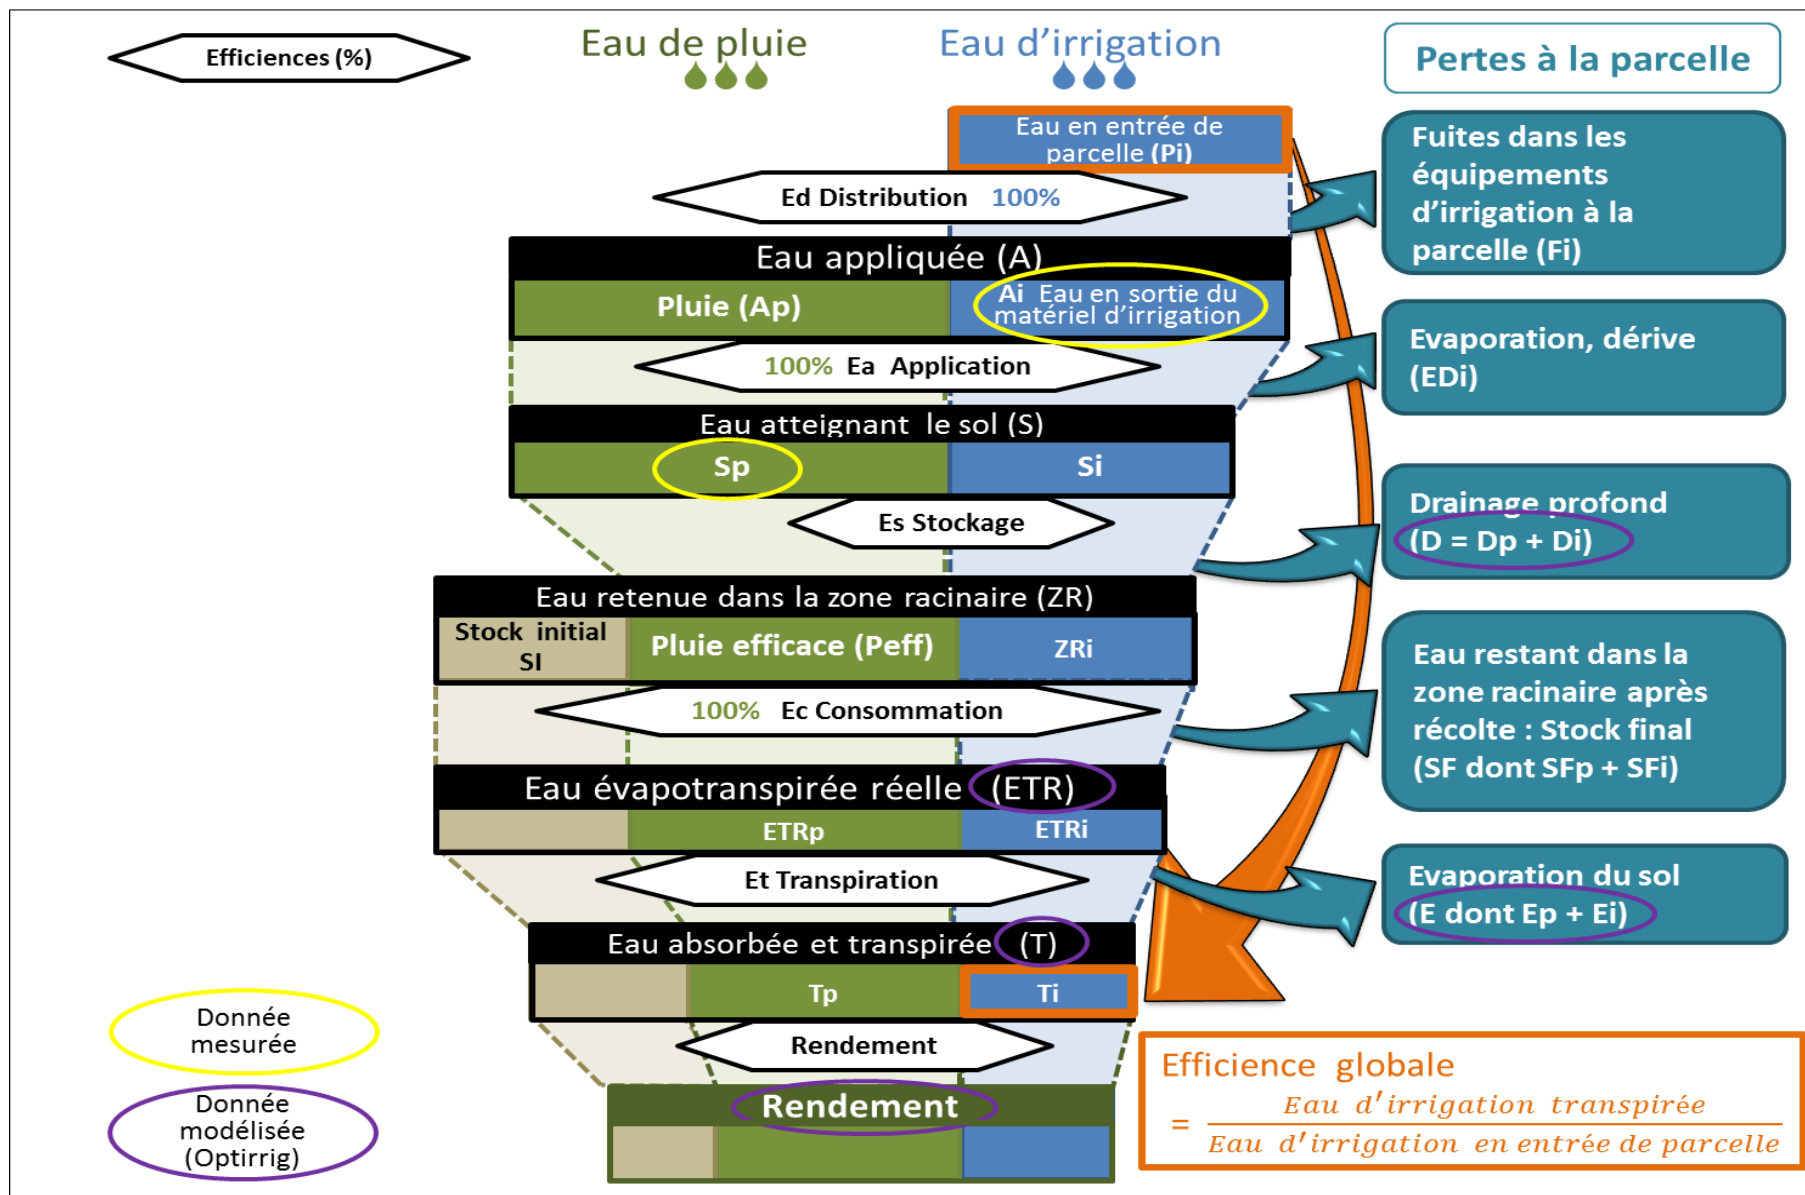 Efficiences (%)
Eau de pluie
Eau d’irrigation
Pertes à la parcelle
Eau en entrée de
parcelle (Pi)
Ed Distribution 100%
Fuites dans les
équipements
d’irrigation à la
parcelle (Fi)
Eau appliquée (A)
Pluie (Ap)
Ai Eau en sortie du
matériel d’irrigation
100% Ea Application
Evaporation, dérive
(EDi)
Eau atteignant le sol (S)
Sp
Si
Es Stockage
Drainage profond
(D = Dp + Di)
Eau retenue dans la zone racinaire (ZR)
Stock initial
SI
Pluie efficace (Peff)
ZRi
100% Ec Consommation
Eau restant dans la
zone racinaire après
récolte : Stock final
(SF dont SFp + SFi)
Eau évapotranspirée réelle (ETR)
ETRp
ETRi
Et Transpiration
Evaporation du sol
(E dont Ep + Ei)
Eau absorbée et transpirée (T)
Tp
Ti
Rendement
Rendement
Donnée
mesurée
Donnée
modélisée
(Optirrig)
Efficience globale
= Eau d'irrigation transpirée
Eau d'irrigation en entrée de parcelle